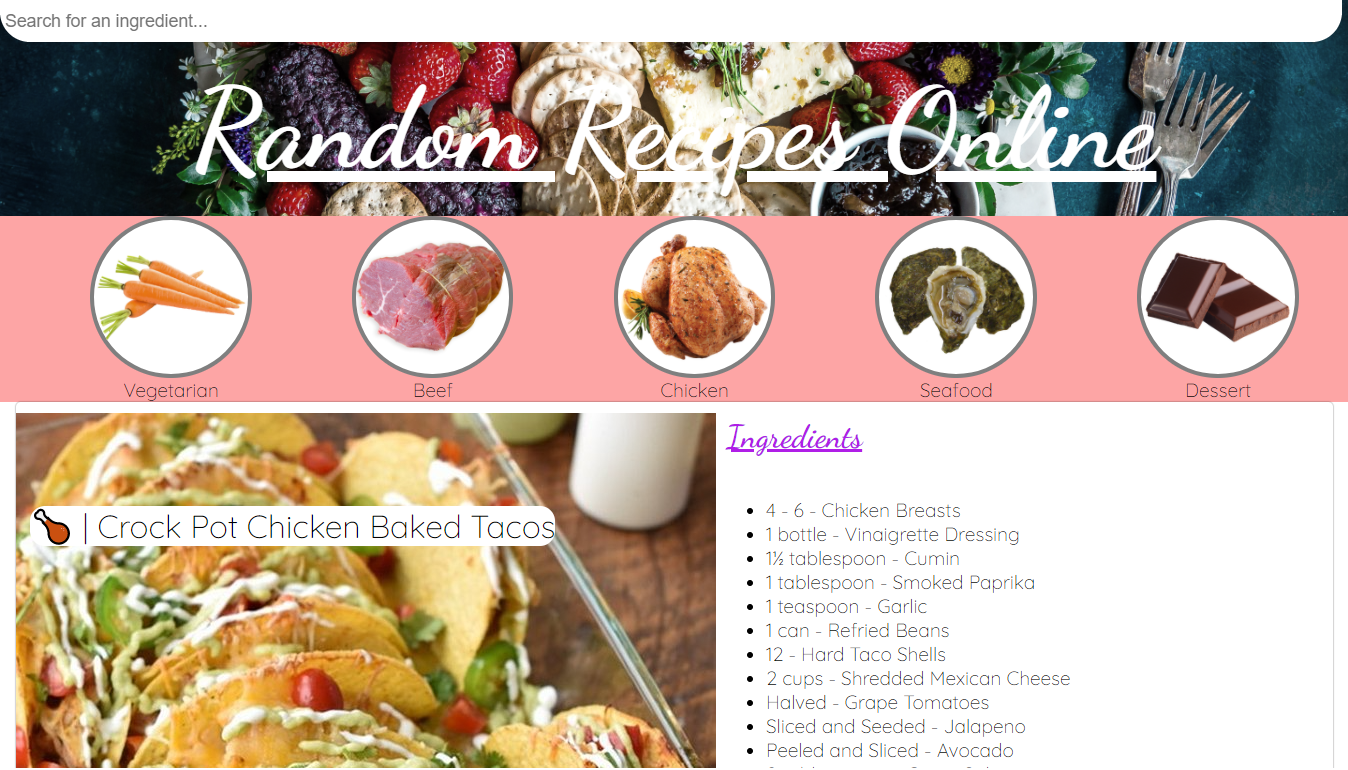 Search for an ingredient...
Random Recipes Online
Vegetarian
Beef
Chicken
Seafood
Dessert
| Crock Pot Chicken Baked Tacos
Ingredients
4 - 6 - Chicken Breasts
1 bottle - Vinaigrette Dressing
1½ tablespoon - Cumin
1 tablespoon - Smoked Paprika
1 teaspoon - Garlic
1 can - Refried Beans
12 - Hard Taco Shells
2 cups - Shredded Mexican Cheese
Halved - Grape Tomatoes
Sliced and Seeded - Jalapeno
Peeled and Sliced - Avocado